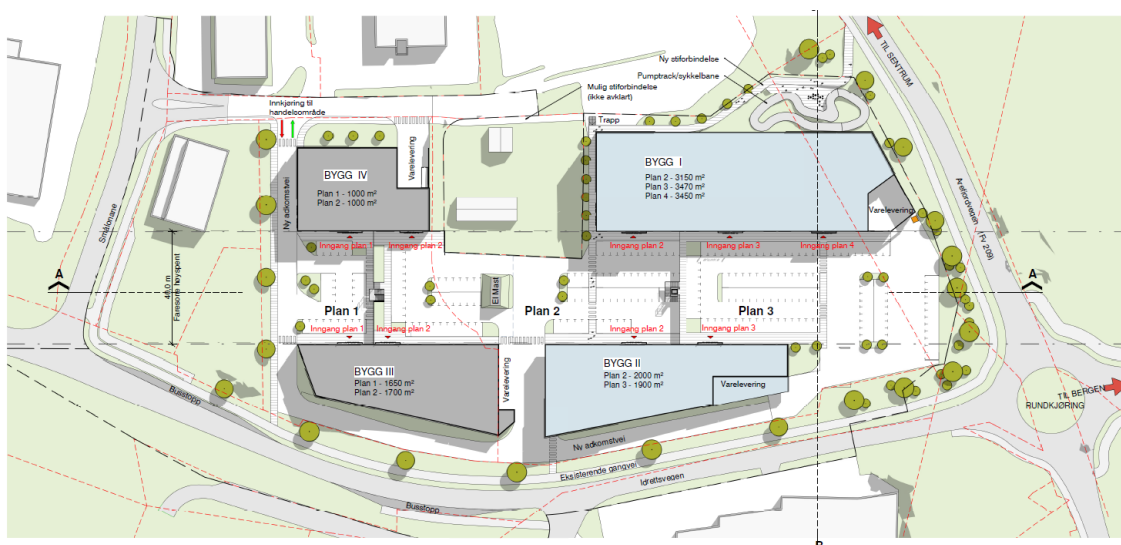 TIL SENTRUM
Ny stiforbindelse
Pumptrack/sykkelbane
Mulig stiforbindelse
(ikke avklart)
Innkjøring til
handelsområde
Trapp
Varelevering
BYGG IV
Plan 1 - 1000 m²
Plan 2 - 1000 m²
BYGG I
Plan 2 - 3150 m²
Plan 3 - 3470 m²
Plan 4 - 3450 m²
Varelevering
Smålonane
Ny adkomstvei
Arefjordvegen (Fv 209)
Inngang plan 1
Inngang plan 2
Inngang plan 2
Inngang plan 3
Inngang plan 4
A
A
Faresone høyspent
El Mast
Plan 1
Plan 2
Plan 3
Inngang plan 1
Inngang plan 2
Inngang plan 2
Inngang plan 3
BYGG III
Plan 1 - 1650 m²
Plan 2 - 1700 m²
Varelevering
BYGG II
Plan 2 - 2000 m²
Plan 3 - 1900 m²
Varelevering
TIL BERGEN
RUNDKJØRING
Busstopp
Ny adkomstvei
Eksisterende gangvei
Idrettsvegen
Busstopp